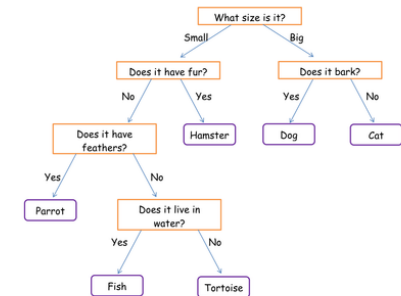 What size is it?
Small
Big
Does it have fur?
Does it bark?
No
Yes
Yes
No
Does it have
feathers?
Hamster
Dog
Cat
Yes
No
Parrot
Does it live in
water?
Yes
No
Fish
Tortoise